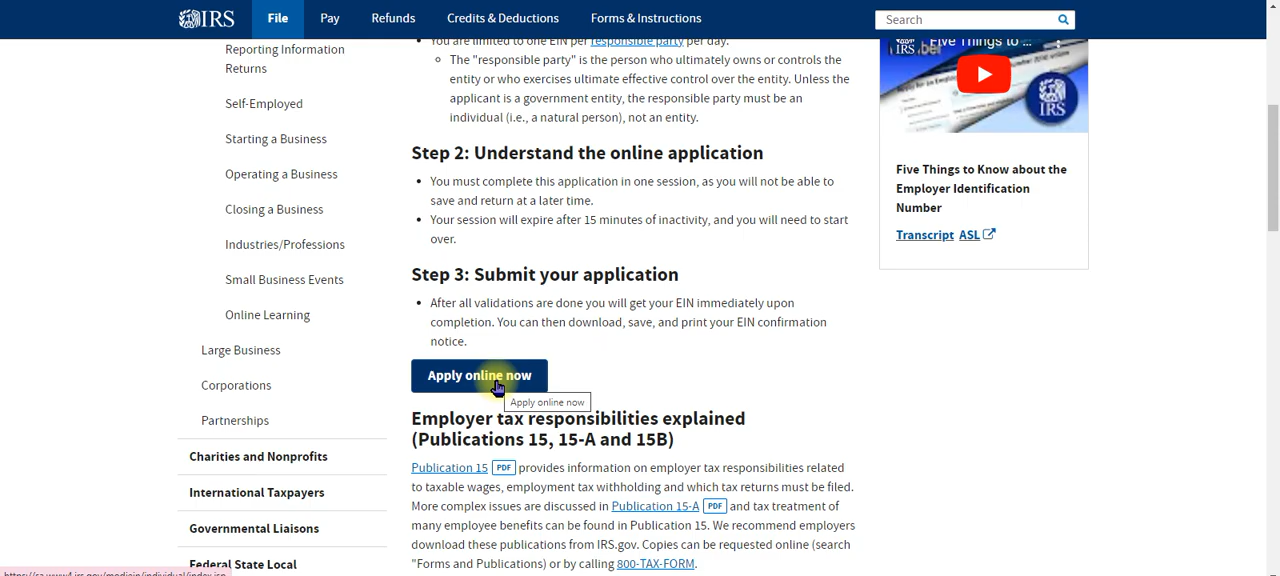 IRS
File
Pay
Refunds
Credits & Deductions
Forms & Instructions
Search
Reporting Information
Returns
Self-Employed
Starting a Business
Operating a Business
Closing a Business
Industries/Professions
Small Business Events
Online Learning
Large Business
Corporations
Partnerships
Charities and Nonprofits
International Taxpayers
Governmental Liaisons
Federal State Local
You are limited to one EIN per responsible party per day.
The "responsible party" is the person who ultimately owns or controls the
entity or who exercises ultimate effective control over the entity. Unless the
applicant is a government entity, the responsible party must be an
individual (i.e., a natural person), not an entity.
Step 2: Understand the online application
You must complete this application in one session, as you will not be able to
save and return at a later time.
Your session will expire after 15 minutes of inactivity, and you will need to start
over.
Step 3: Submit your application
After all validations are done you will get your EIN immediately upon
completion. You can then download, save, and print your EIN confirmation
notice.
Apply online now
Apply online now
Employer tax responsibilities explained
(Publications 15, 15-A and 15B)
Publication 15 PDF provides information on employer tax responsibilities related
to taxable wages, employment tax withholding and which tax returns must be filed.
More complex issues are discussed in Publication 15-A PDF and tax treatment of
many employee benefits can be found in Publication 15. We recommend employers
download these publications from IRS.gov. Copies can be requested online (search
"Forms and Publications) or by calling 800-TAX-FORM.
Five Things to ...
IRS
IRS
Five Things to Know about the
Employer Identification
Number
Transcript ASL